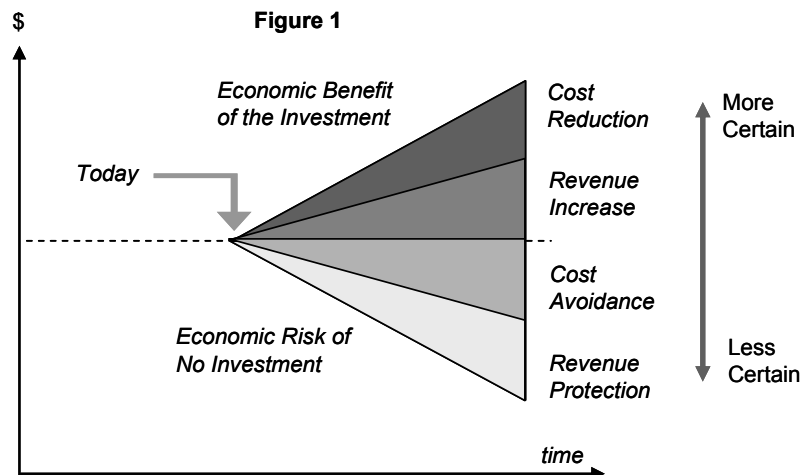 $
Figure 1
Economic Benefit
of the Investment
Cost
Reduction
More
Certain
Today
Revenue
Increase
Cost
Avoidance
Economic Risk of
No Investment
Revenue
Protection
Less
Certain
time